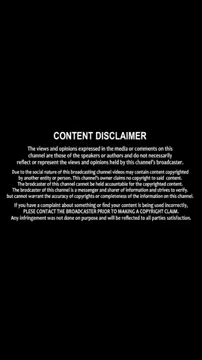 CONTENT DISCLAIMER
The views and opinions expressed in the media or comments on this
channel are those of the speakers or authors and do not necessarily
reflect or represent the views and opinions held by this channel's broadcaster.
Due to the social nature of this broadcasting channel videos may contain content copyrighted
by another entity or person. This channel's owner claims no copyright to said content.
The brodcaster of this channel cannot be held accountable for the copyrighted content.
The brodcaster of this channel is a messenger and sharer of information and strives to verify.
but cannot warrant the accuracy of copyrights or completeness of the information on this channel.
If you have a complaint about something or find your content is being used incorrectly,
PLESE CONTACT THE BROADCASTER PRIOR TO MAKING A COPYRIGHT CLAIM.
Any infringement was not done on purpose and will be reflected to all parties satisfaction.